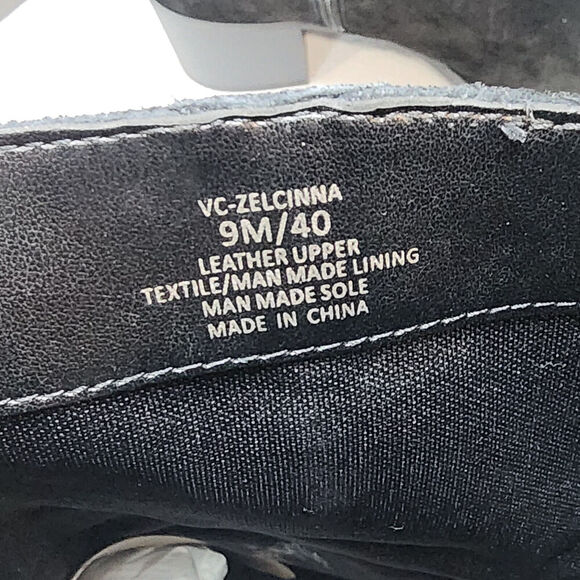 VC-ZELCINNA
9M/40
LEATHER UPPER
TEXTILE/MAN MADE LINING
MAN MADE SOLE
MADE IN CHINA